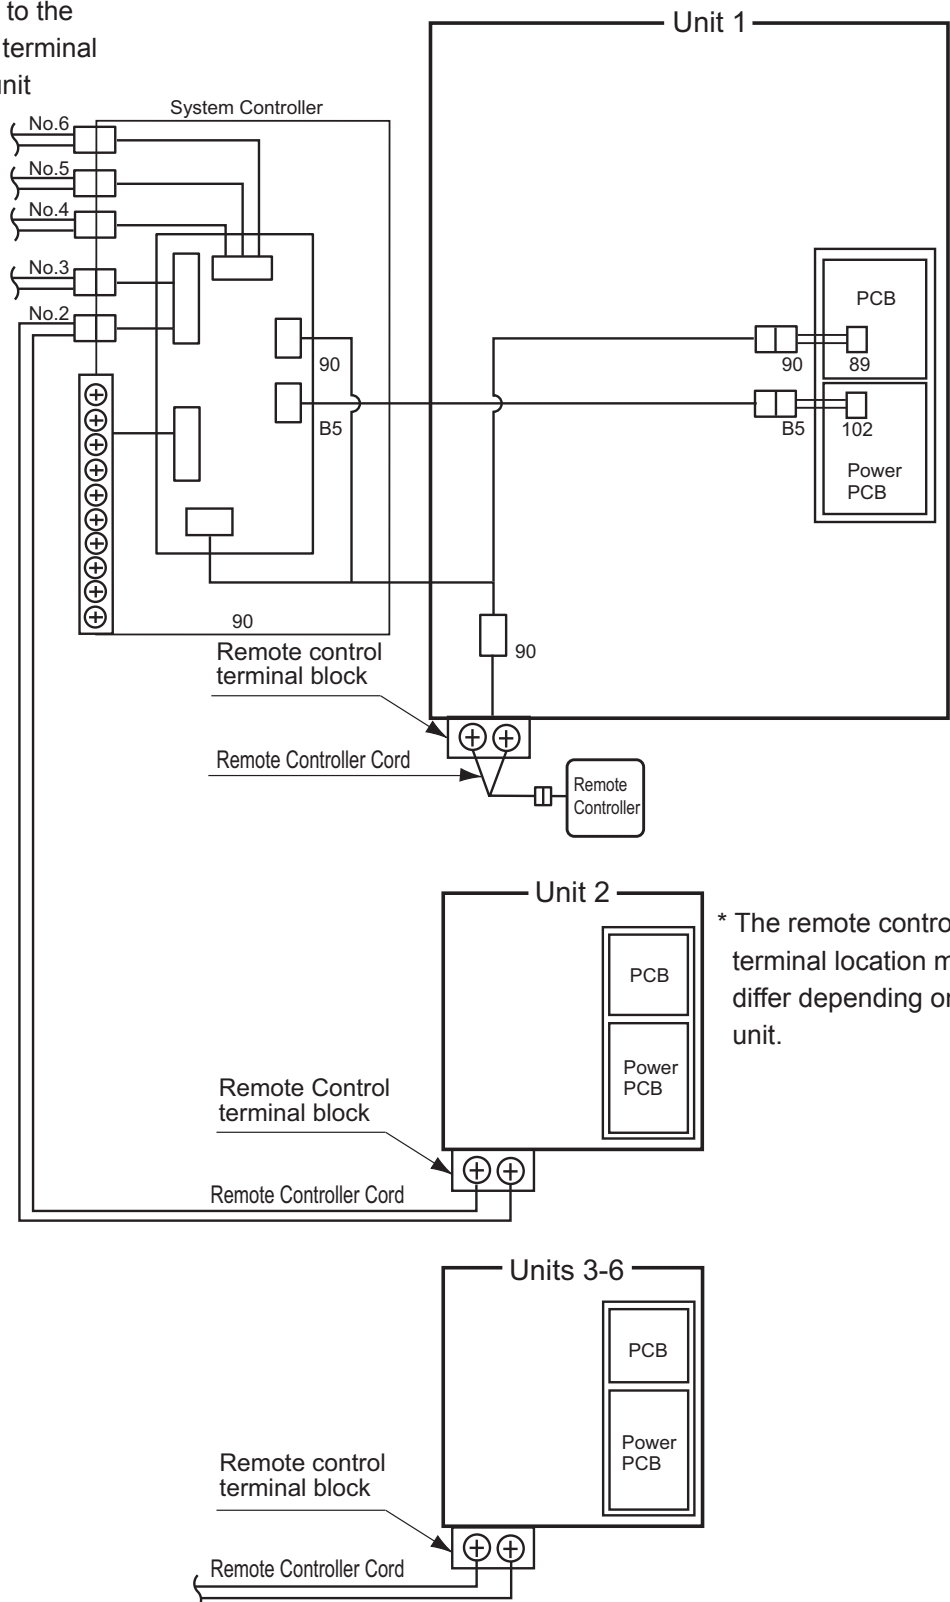 to the
terminal
unit
Unit 1
System Controller
No.6
No.5
No.4
No.3
No.2
90
B5
90
PCB
90
89
B5
102
Power
PCB
90
Remote control
terminal block
Remote Controller Cord
Remote
Controller
Unit 2
PCB
Power
PCB
* The remote contro
terminal location m
differ depending or
unit.
Remote Control
terminal block
Remote Controller Cord
Units 3-6
PCB
Power
PCB
Remote control
terminal block
Remote Controller Cord